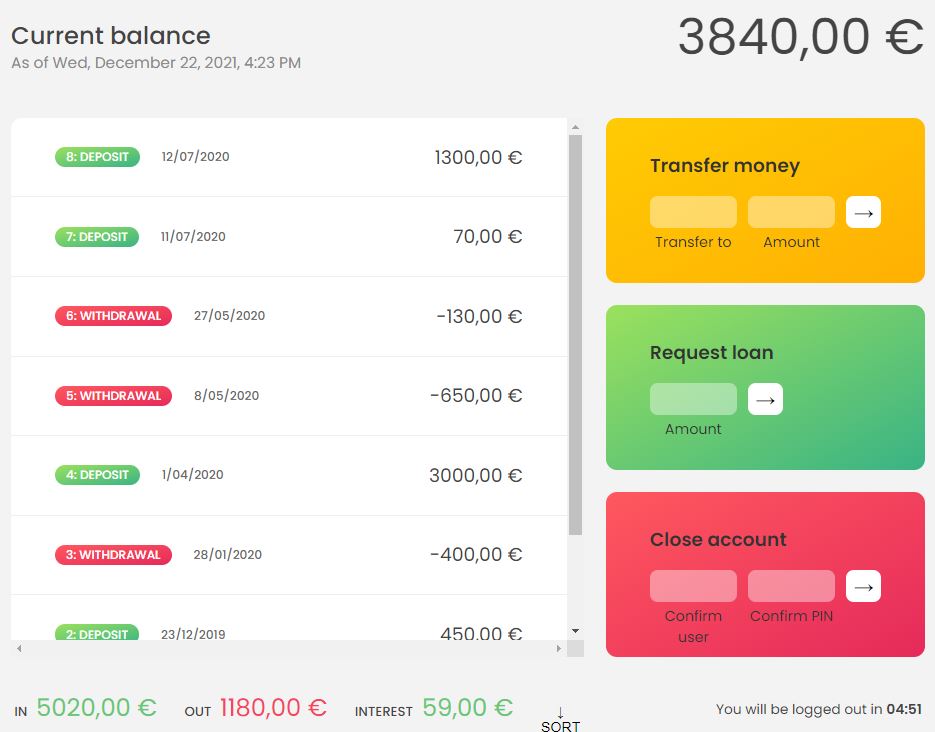 Current balance
As of Wed, December 22, 2021, 4:23 PM
3840,00 €
8: DEPOSIT 12/07/2020 1300,00 €
7: DEPOSIT 11/07/2020 70,00 €
6: WITHDRAWAL 27/05/2020 -130,00 €
5: WITHDRAWAL 8/05/2020 -650,00 €
4: DEPOSIT 1/04/2020 3000,00 €
3: WITHDRAWAL 28/01/2020 -400,00 €
2: DEPOSIT 23/12/2019 450,00 €
Transfer money
→
Transfer to Amount
Request loan
→
Amount
Close account
→
Confirm user Confirm PIN
IN 5020,00 € OUT 1180,00 € INTEREST 59,00 €
↓ SORT
You will be logged out in 04:51